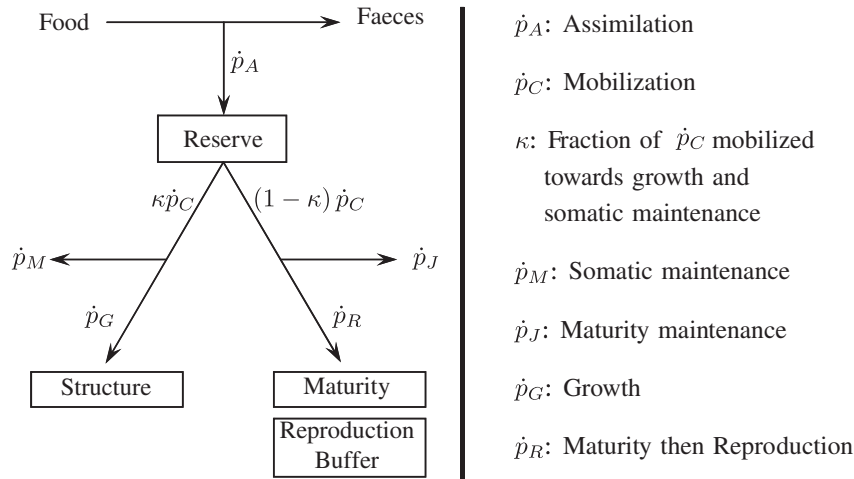 Food
Faeces
ṗ_A
Reserve
κṗ_C
(1 − κ) ṗ_C
ṗ_M
ṗ_J
ṗ_G
ṗ_R
Structure
Maturity
Reproduction
Buffer
ṗ_A: Assimilation
ṗ_C: Mobilization
κ: Fraction of ṗ_C mobilized
towards growth and
somatic maintenance
ṗ_M: Somatic maintenance
ṗ_J: Maturity maintenance
ṗ_G: Growth
ṗ_R: Maturity then Reproduction